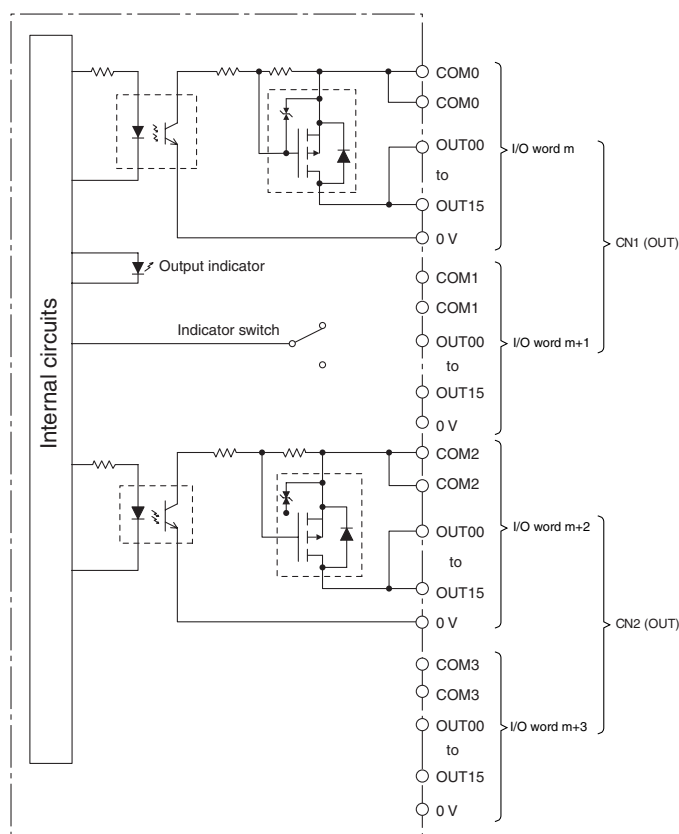 Internal circuits
COM0
COM0
OUT00
to
OUT15
0 V
I/O word m
Output indicator
Indicator switch
COM1
COM1
OUT00
to
OUT15
0 V
I/O word m+1
CN1 (OUT)
COM2
COM2
OUT00
to
OUT15
0 V
I/O word m+2
COM3
COM3
OUT00
to
OUT15
0 V
I/O word m+3
CN2 (OUT)